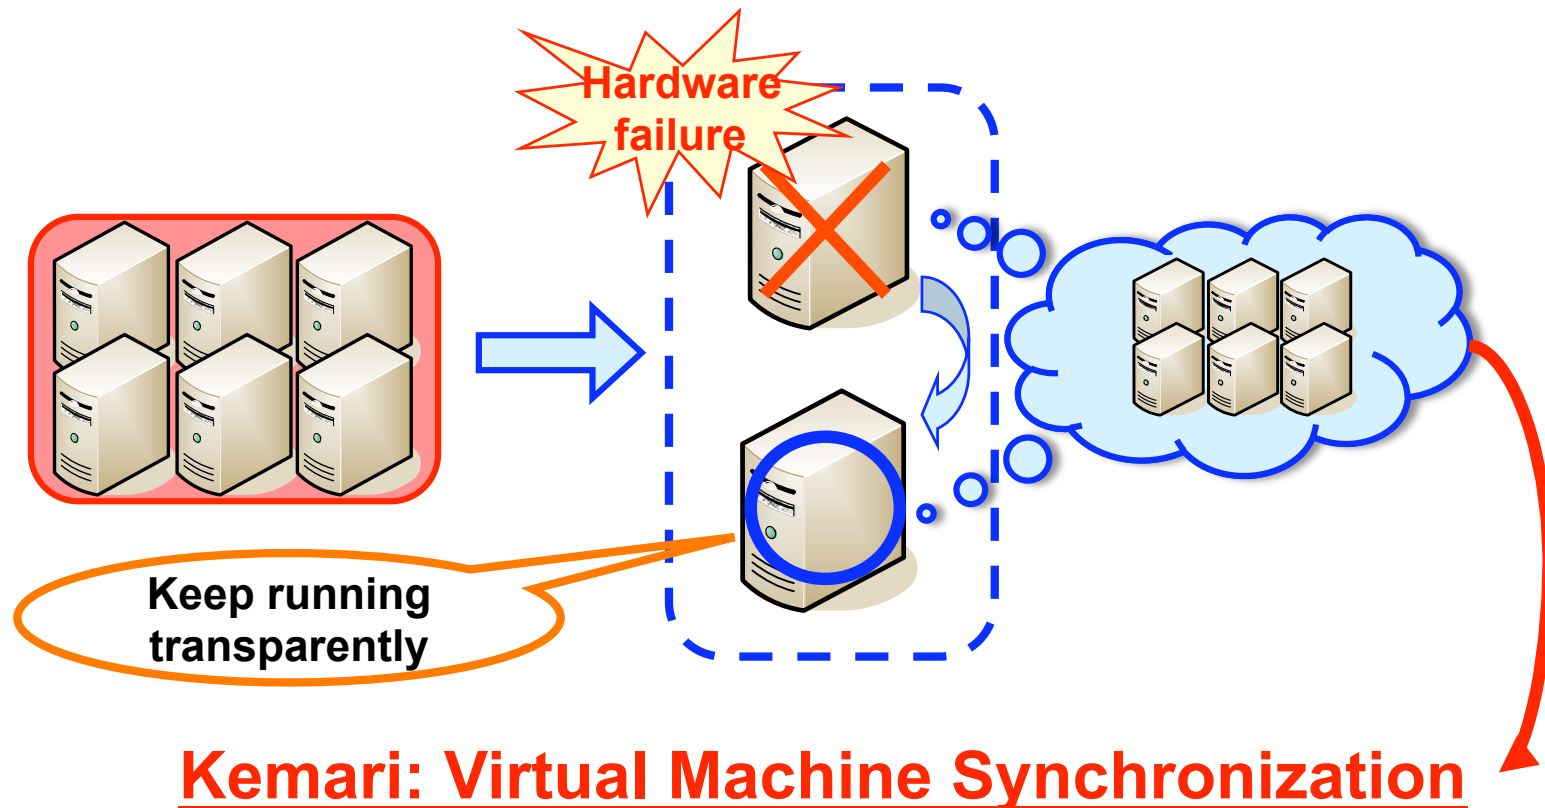 Hardware
failure
Keep running
transparently
Kemari: Virtual Machine Synchronization